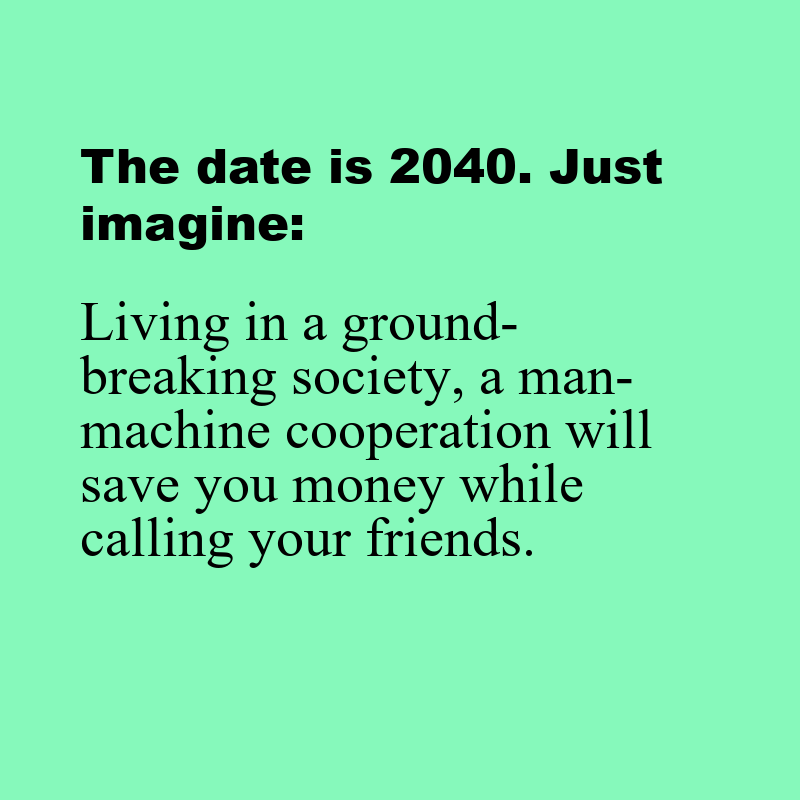 The date is 2040. Just
imagine:
Living in a ground-
breaking society, a man-
machine cooperation will
save you money while
calling your friends.